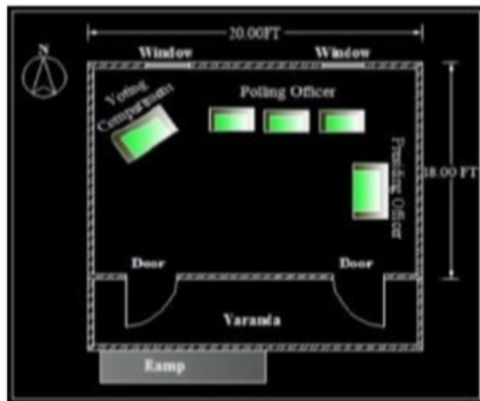 20.00FT
N
Window
Window
Voting
Compartment
Polling Officer
Presiding Officer
18.00 FT
Door
Door
Varanda
Ramp